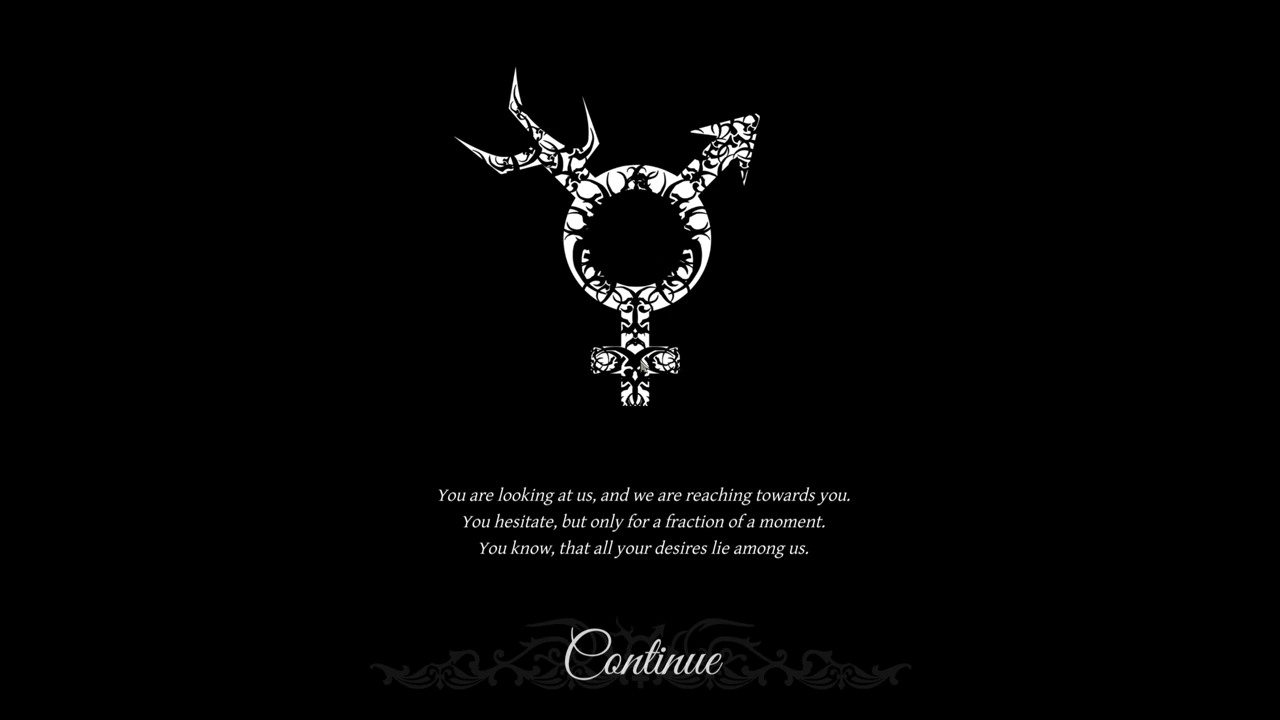 You are looking at us, and we are reaching towards you.
You hesitate, but only for a fraction of a moment.
You know, that all your desires lie among us.
Continue